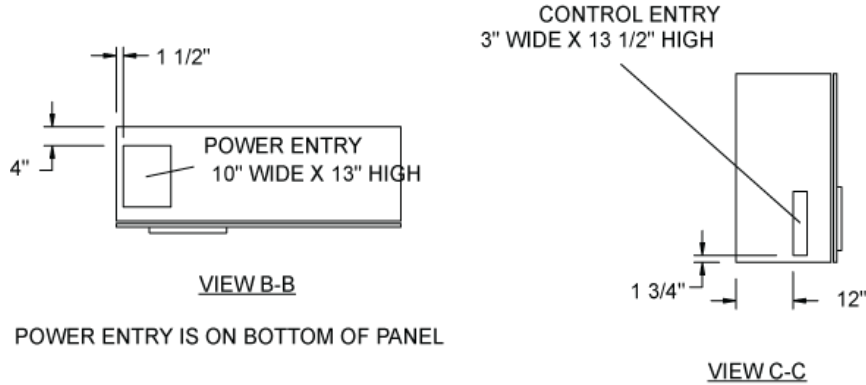 CONTROL ENTRY
3" WIDE X 13 1/2" HIGH
1 1/2"
POWER ENTRY
10" WIDE X 13" HIGH
4"
1 3/4"
12"
VIEW B-B
POWER ENTRY IS ON BOTTOM OF PANEL
VIEW C-C